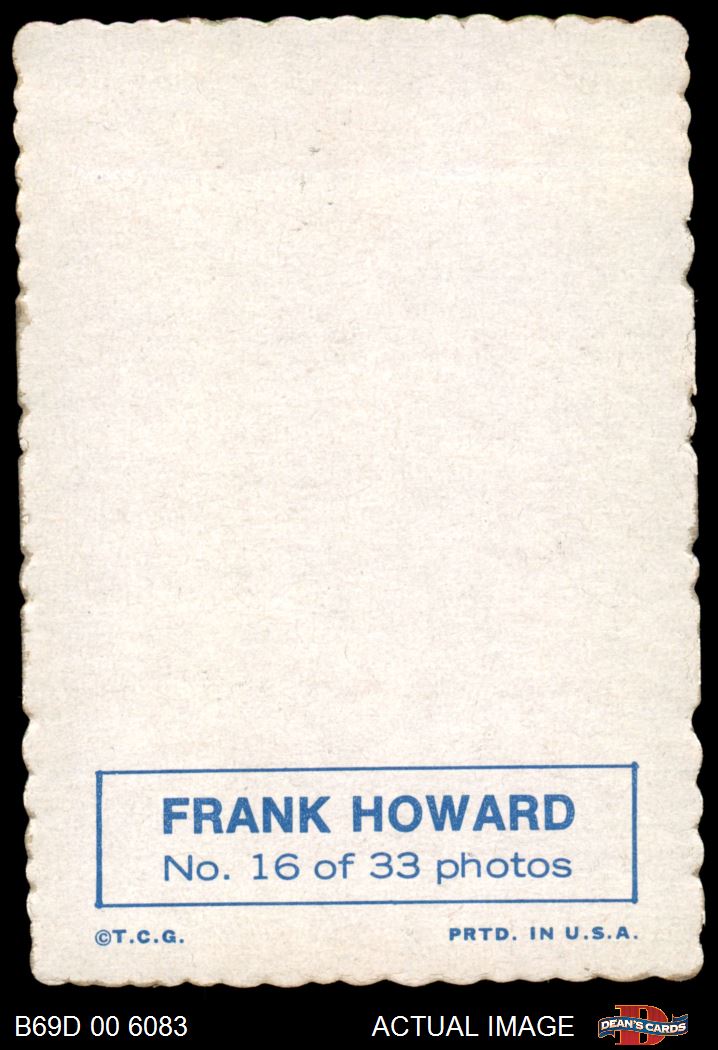 FRANK HOWARD
No. 16 of 33 photos
©T.C.G. PRTD. IN U.S.A.
B69D 00 6083 ACTUAL IMAGE DEAN'S CARDS